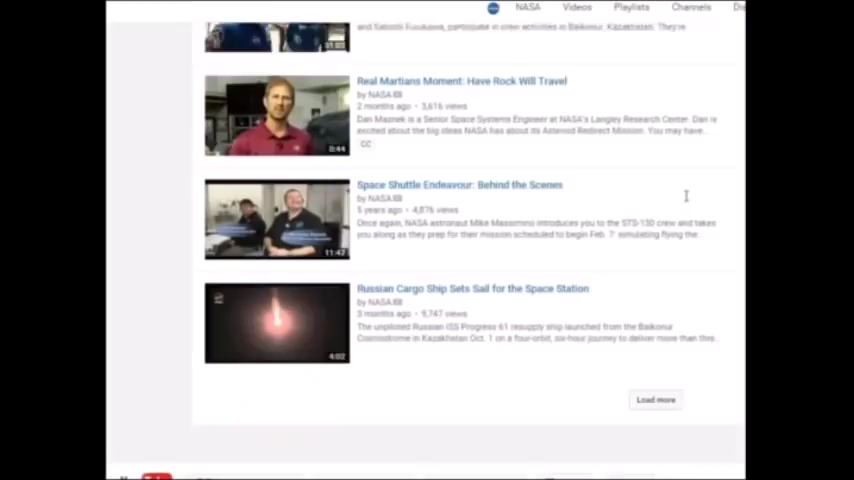 NASA Videos Playlists Channels
and Satoshi Furukawa, participate in crew activities in Baikonur, Kazakhstan. They're
31:03
Real Martians Moment: Have Rock Will Travel
by NASA
2 months ago • 3,616 views
Dan Maznek is a Senior Space Systems Engineer at NASA's Langley Research Center. Dan is
excited about the big ideas NASA has about its Asteroid Redirect Mission. You may have...
CC
0:44
Space Shuttle Endeavour: Behind the Scenes
by NASA
5 years ago • 4,876 views
Once again, NASA astronaut Mike Massimino introduces you to the STS-130 crew and takes
you along as they prep for their mission scheduled to begin Feb. 7 simulating flying the...
11:47
Russian Cargo Ship Sets Sail for the Space Station
by NASA
3 months ago • 9,747 views
The unpiloted Russian ISS Progress 61 resupply ship launched from the Baikonur
Cosmodrome in Kazakhstan Oct. 1 on a four-orbit, six-hour journey to deliver more than thre...
4:02
Load more